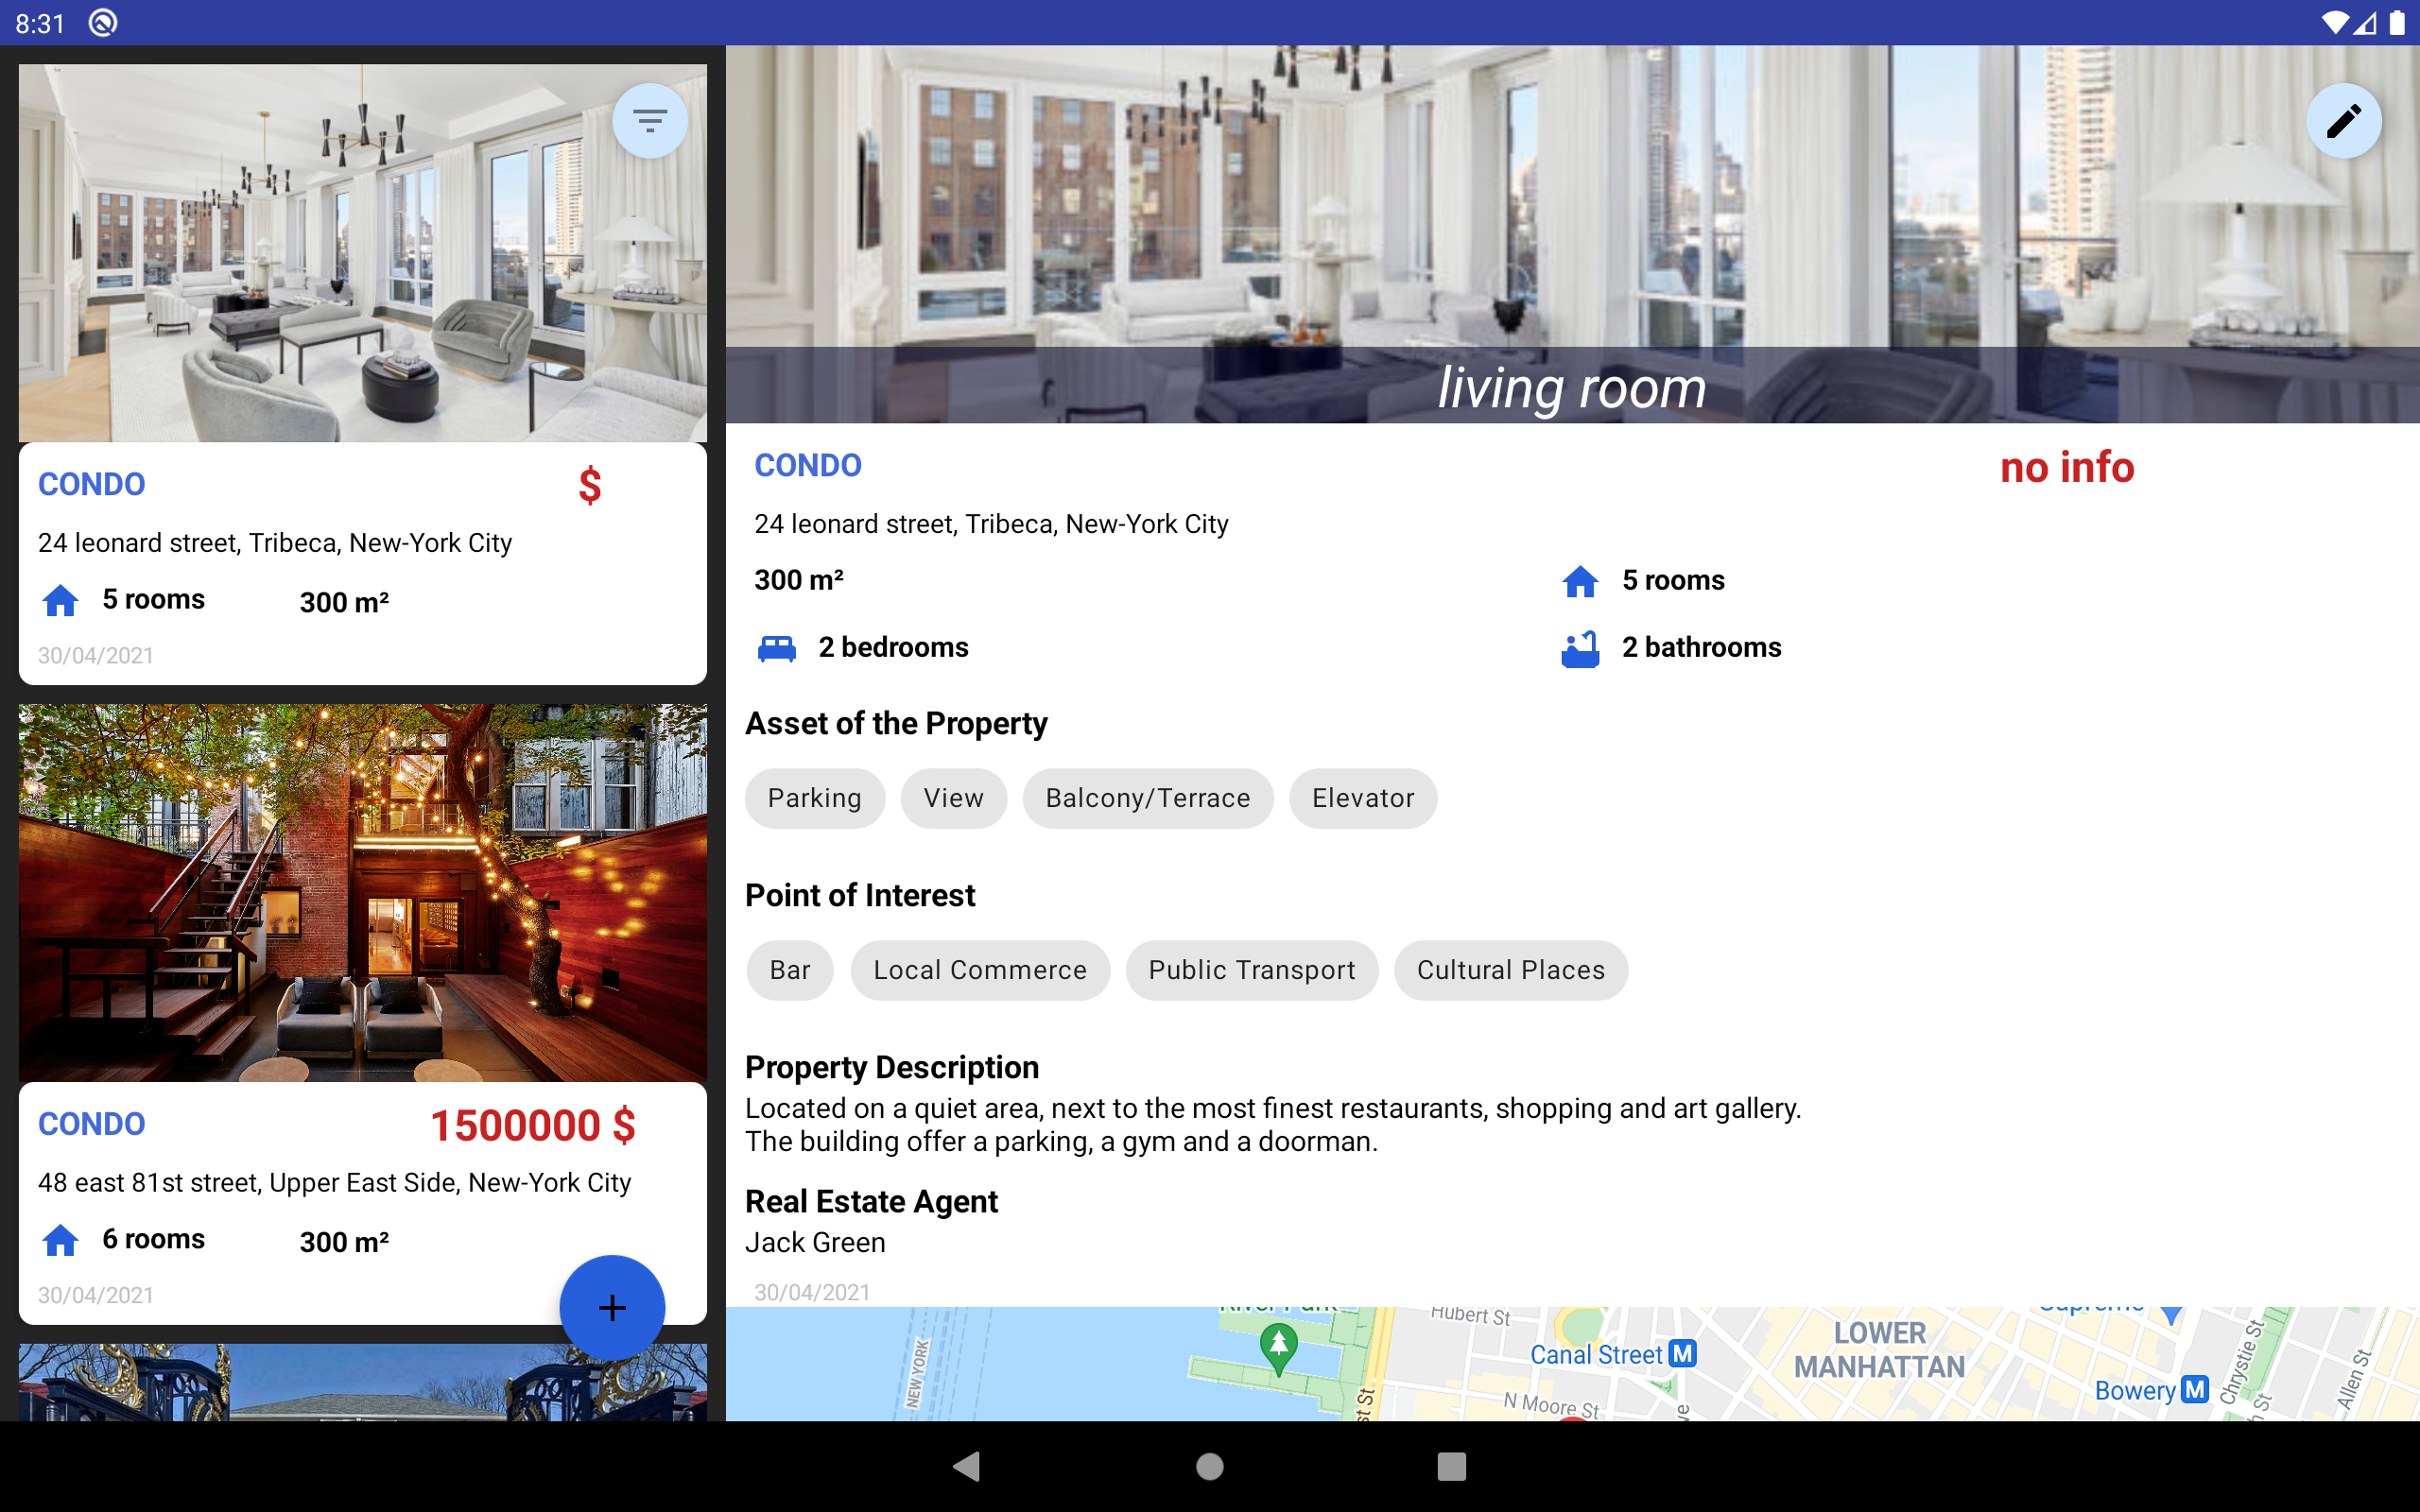 8:31
CONDO
$
24 leonard street, Tribeca, New-York City
5 rooms
300 m²
30/04/2021
CONDO
1500000 $
48 east 81st street, Upper East Side, New-York City
6 rooms
300 m²
30/04/2021
living room
CONDO
no info
24 leonard street, Tribeca, New-York City
300 m²
5 rooms
2 bedrooms
2 bathrooms
Asset of the Property
Parking
View
Balcony/Terrace
Elevator
Point of Interest
Bar
Local Commerce
Public Transport
Cultural Places
Property Description
Located on a quiet area, next to the most finest restaurants, shopping and art gallery.
The building offer a parking, a gym and a doorman.
Real Estate Agent
Jack Green
30/04/2021
NEW YORK
Hubert St
Canal Street M
N Moore St
LOWER
MANHATTAN
Bowery M
Chrystie St
Allen St